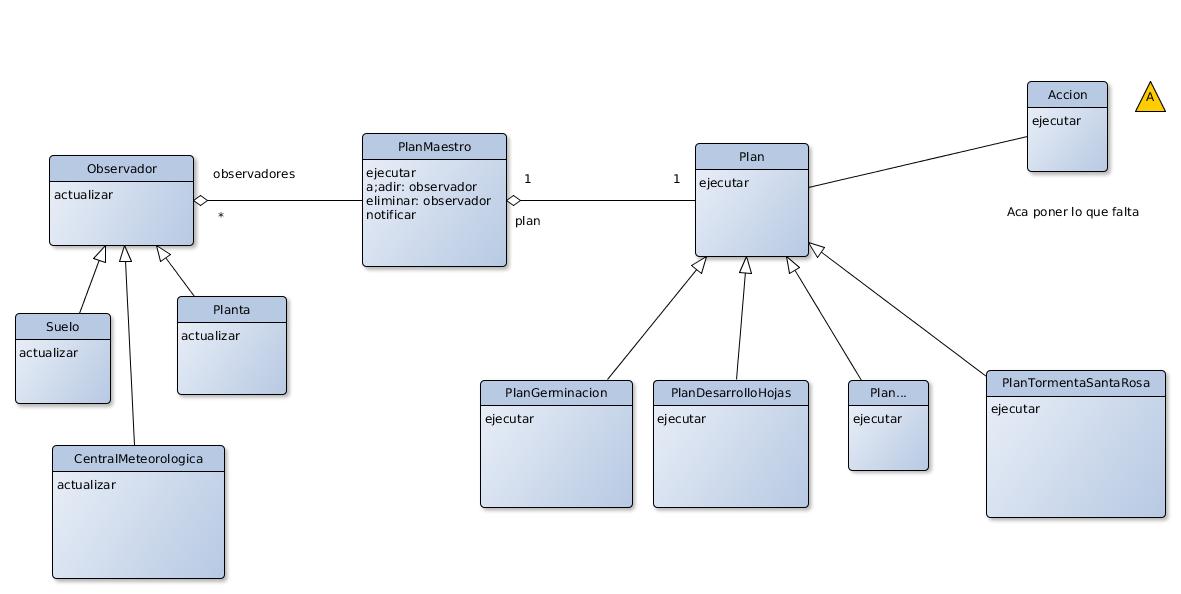 Accion
A
ejecutar
PlanMaestro
Plan
Observador
observadores
ejecutar
a;adir: observador
eliminar: observador
notificar
1
1
ejecutar
actualizar
*
plan
Aca poner lo que falta
Suelo
actualizar
Planta
actualizar
CentralMeteorologica
actualizar
PlanGerminacion
ejecutar
PlanDesarrolloHojas
ejecutar
Plan...
ejecutar
PlanTormentaSantaRosa
ejecutar